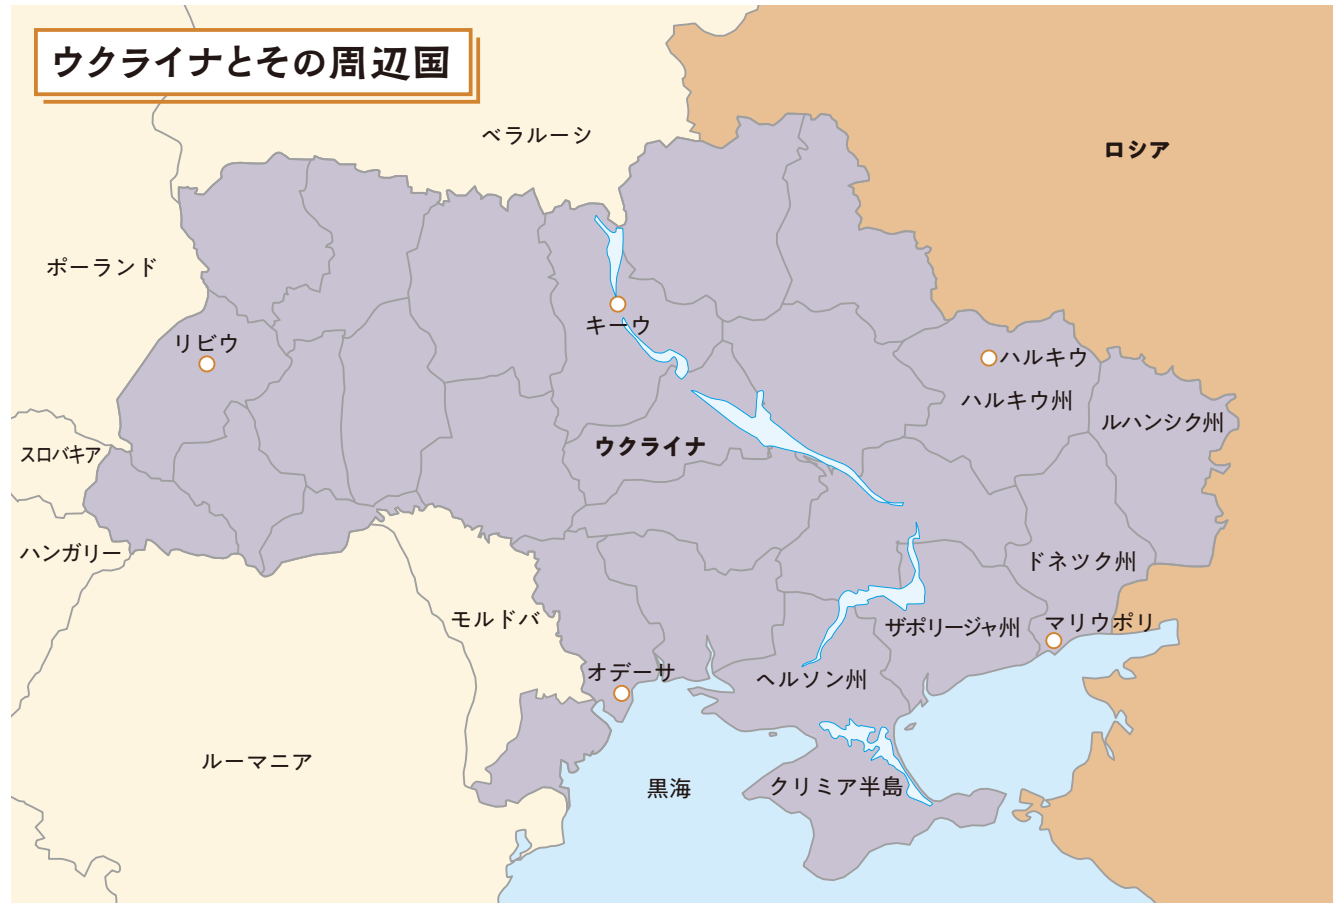 ウクライナとその周辺国
ベラルーシ
ロシア
ポーランド
キーウ
リビウ
ハルキウ
ハルキウ州
ルハンシク州
ウクライナ
スロバキア
ハンガリー
ドネツク州
モルドバ
ザポリージャ州
マリウポリ
オデーサ
ヘルソン州
ルーマニア
黒海
クリミア半島